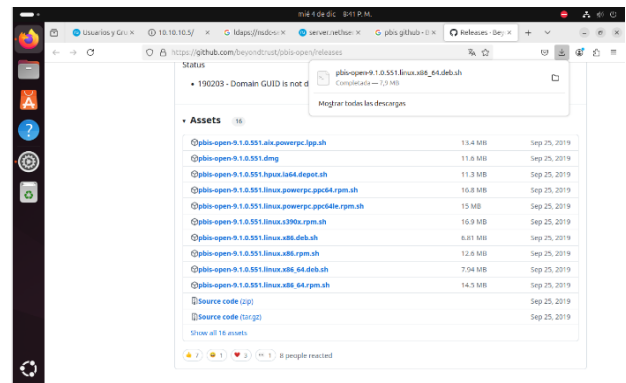 mié 4 de dic 8:41 P. M.
Usuarios y Gru × 10.10.10.5/ × ldaps://nsdc- × server.nethser × pbis github - B × Releases · Bey ×
https://github.com/beyondtrust/pbis-open/releases
Status
190203 - Domain GUID is not d
pbis-open-9.1.0.551.linux.x86_64.deb.sh
Completada — 7,9 MB
Mostrar todas las descargas
Assets 16
pbis-open-9.1.0.551.aix.powerpc.lpp.sh 13.4 MB Sep 25, 2019
pbis-open-9.1.0.551.dmg 11.6 MB Sep 25, 2019
pbis-open-9.1.0.551.hpux.ia64.depot.sh 11.3 MB Sep 25, 2019
pbis-open-9.1.0.551.linux.powerpc.ppc64.rpm.sh 16.8 MB Sep 25, 2019
pbis-open-9.1.0.551.linux.powerpc.ppc64le.rpm.sh 15 MB Sep 25, 2019
pbis-open-9.1.0.551.linux.s390x.rpm.sh 16.9 MB Sep 25, 2019
pbis-open-9.1.0.551.linux.x86.deb.sh 6.81 MB Sep 25, 2019
pbis-open-9.1.0.551.linux.x86.rpm.sh 12.6 MB Sep 25, 2019
pbis-open-9.1.0.551.linux.x86_64.deb.sh 7.94 MB Sep 25, 2019
pbis-open-9.1.0.551.linux.x86_64.rpm.sh 14.5 MB Sep 25, 2019
Source code (zip) Sep 25, 2019
Source code (tar.gz) Sep 25, 2019
Show all 16 assets
7 1 3 1 8 people reacted